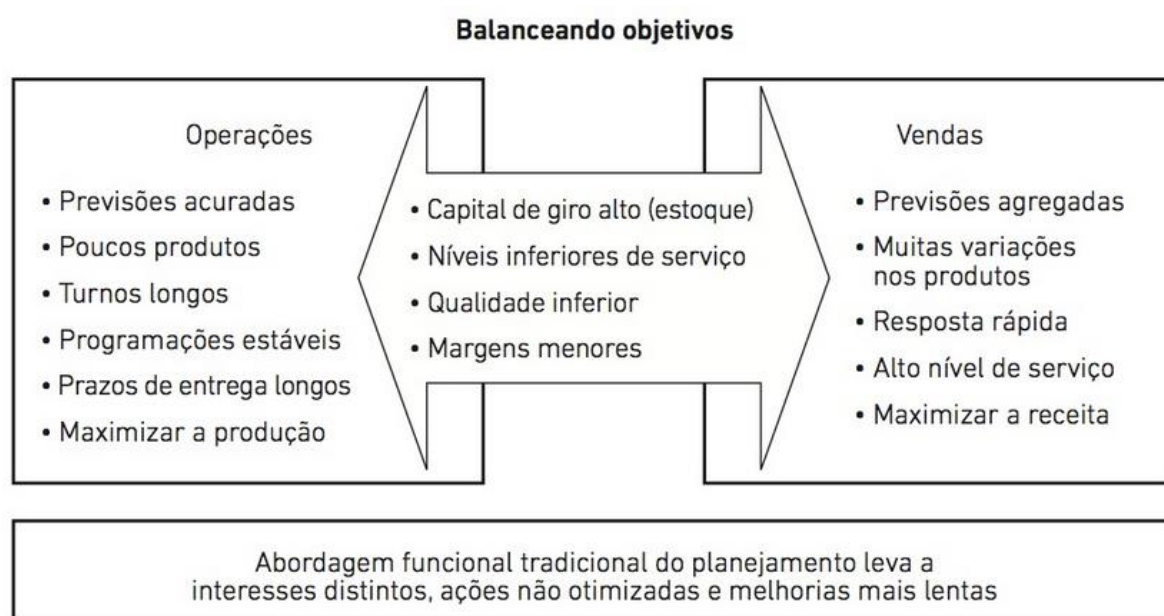 Balanceando objetivos
Operações
• Previsões acuradas
• Poucos produtos
• Turnos longos
• Programações estáveis
• Prazos de entrega longos
• Maximizar a produção
• Capital de giro alto (estoque)
• Níveis inferiores de serviço
• Qualidade inferior
• Margens menores
Vendas
• Previsões agregadas
• Muitas variações
nos produtos
• Resposta rápida
• Alto nível de serviço
• Maximizar a receita
Abordagem funcional tradicional do planejamento leva a
interesses distintos, ações não otimizadas e melhorias mais lentas